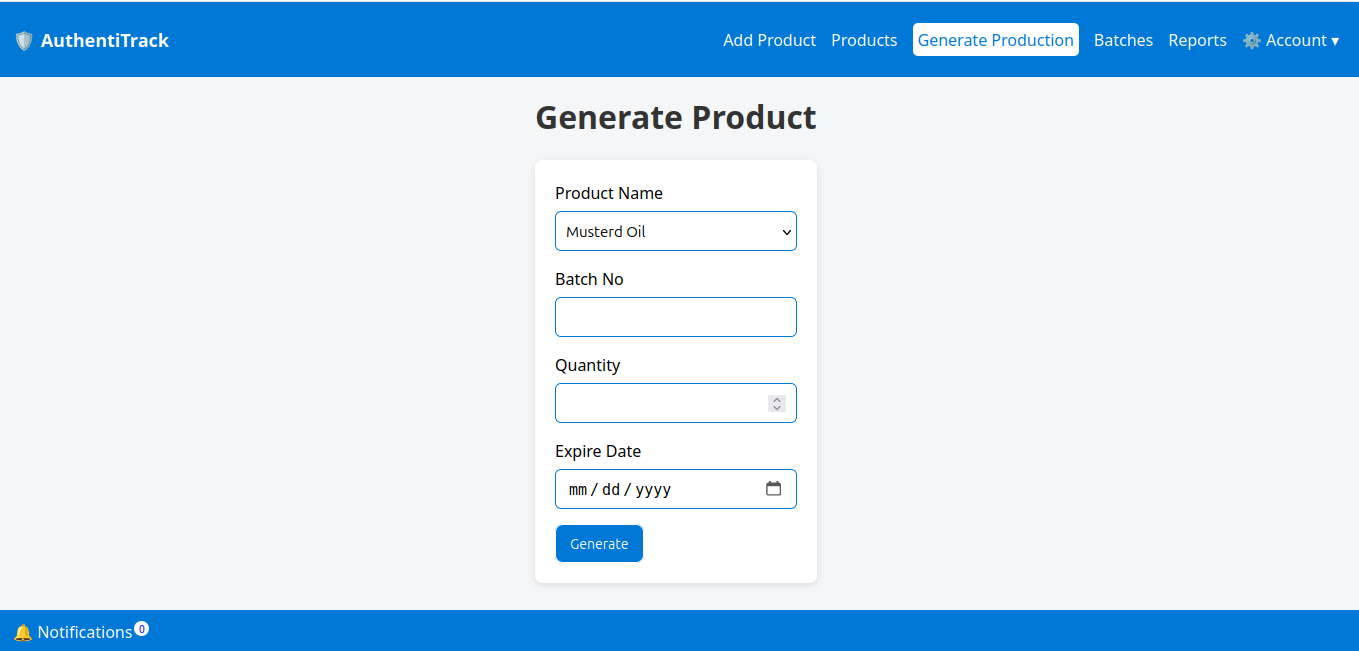 🛡️ AuthentiTrack Add Product Products Generate Production Batches Reports ⚙️ Account ▾
Generate Product
Product Name
Musterd Oil
Batch No
Quantity
Expire Date
mm / dd / yyyy
Generate
🔔 Notifications 0